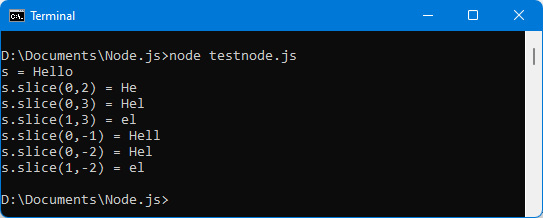 Terminal
D:\Documents\Node.js>node testnode.js
s = Hello
s.slice(0,2) = He
s.slice(0,3) = Hel
s.slice(1,3) = el
s.slice(0,-1) = Hell
s.slice(0,-2) = Hel
s.slice(1,-2) = el
D:\Documents\Node.js>